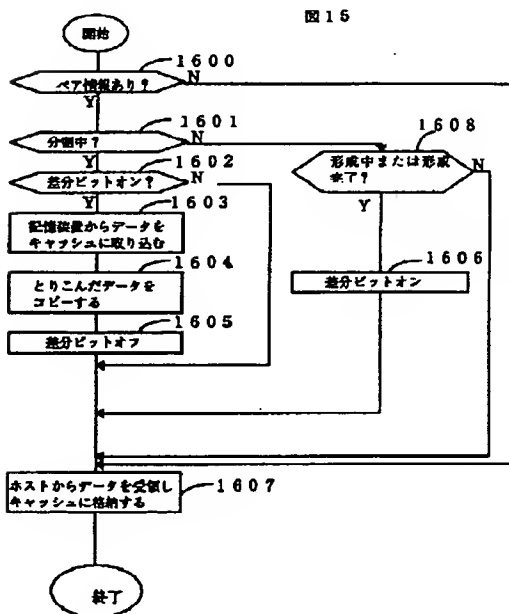 図15
開始
1600
ペア情報あり?
N
Y
1601
分割中?
N
Y
1602
差分ビットオン?
N
Y
1603
記憶装置からデータを
キャッシュに取り込む
1604
とりこんだデータを
コピーする
1605
差分ビットオフ
1608
形成中または形成
完了?
N
Y
1606
差分ビットオン
ホストからデータを受領し
キャッシュに格納する
1607
終了